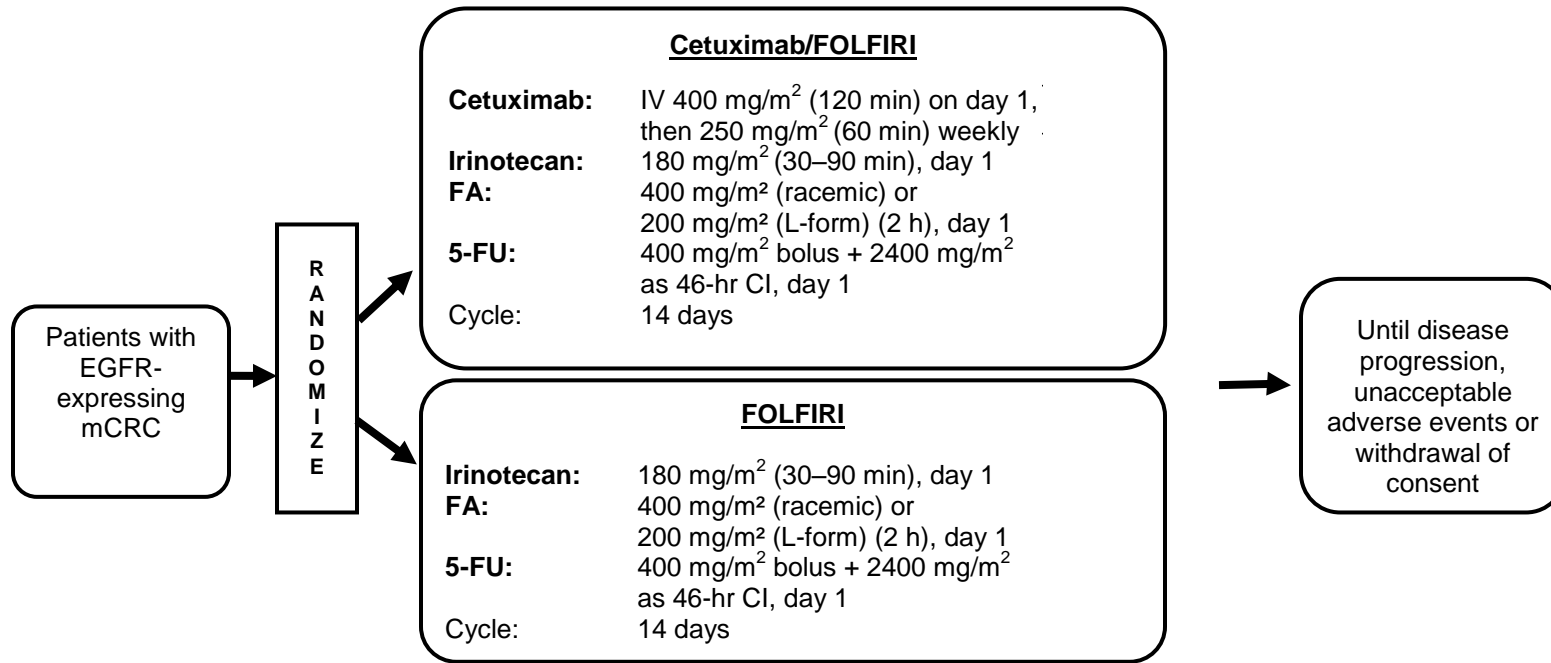 Patients with
EGFR-
expressing
mCRC
RANDOMIZE
Cetuximab/FOLFIRI
Cetuximab: IV 400 mg/m² (120 min) on day 1,
then 250 mg/m² (60 min) weekly
Irinotecan: 180 mg/m² (30–90 min), day 1
FA: 400 mg/m² (racemic) or
200 mg/m² (L-form) (2 h), day 1
5-FU: 400 mg/m² bolus + 2400 mg/m²
as 46-hr CI, day 1
Cycle: 14 days
FOLFIRI
Irinotecan: 180 mg/m² (30–90 min), day 1
FA: 400 mg/m² (racemic) or
200 mg/m² (L-form) (2 h), day 1
5-FU: 400 mg/m² bolus + 2400 mg/m²
as 46-hr CI, day 1
Cycle: 14 days
Until disease
progression,
unacceptable
adverse events or
withdrawal of
consent